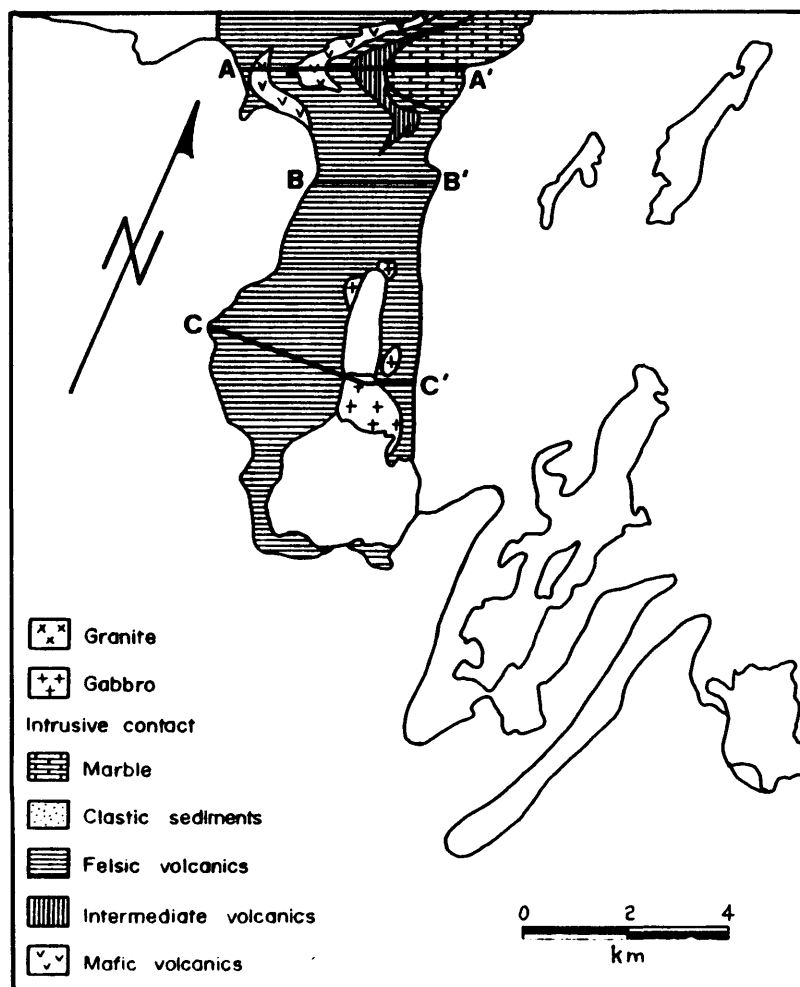 A A'
B B'
N
C
C'
Granite
Gabbro
Intrusive contact
Marble
Clastic sediments
Felsic volcanics
Intermediate volcanics
Mafic volcanics
0 2 4
km